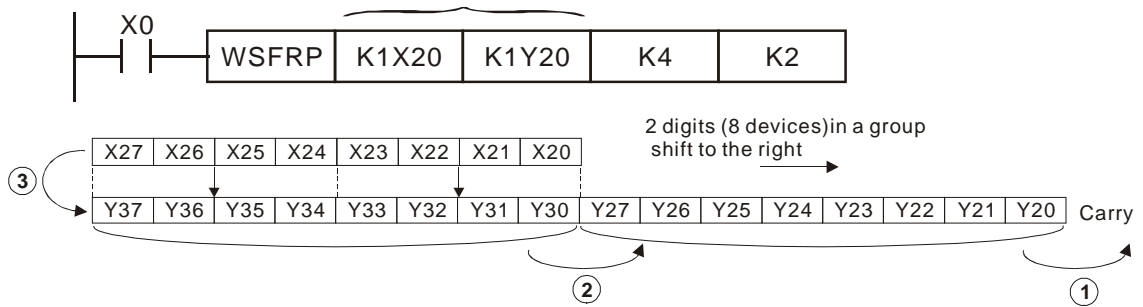 X0
WSFRP K1X20 K1Y20 K4 K2
2 digits (8 devices)in a group
shift to the right
X27 X26 X25 X24 X23 X22 X21 X20
3
Y37 Y36 Y35 Y34 Y33 Y32 Y31 Y30 Y27 Y26 Y25 Y24 Y23 Y22 Y21 Y20 Carry
2 1